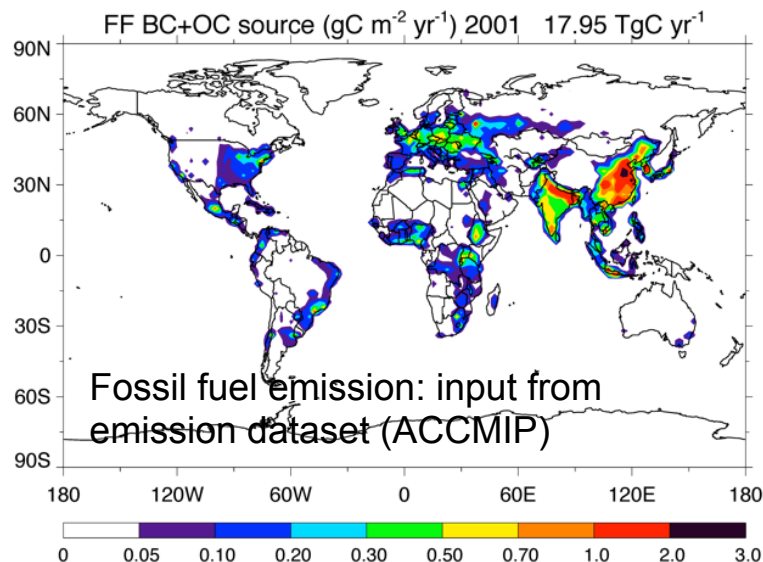 FF BC+OC source (gC m⁻² yr⁻¹) 2001 17.95 TgC yr⁻¹
90N
60N
30N
0
30S
60S
90S
Fossil fuel emission: input from
emission dataset (ACCMIP)
180 120W 60W 0 60E 120E 180
0 0.05 0.10 0.20 0.30 0.50 0.70 1.0 2.0 3.0